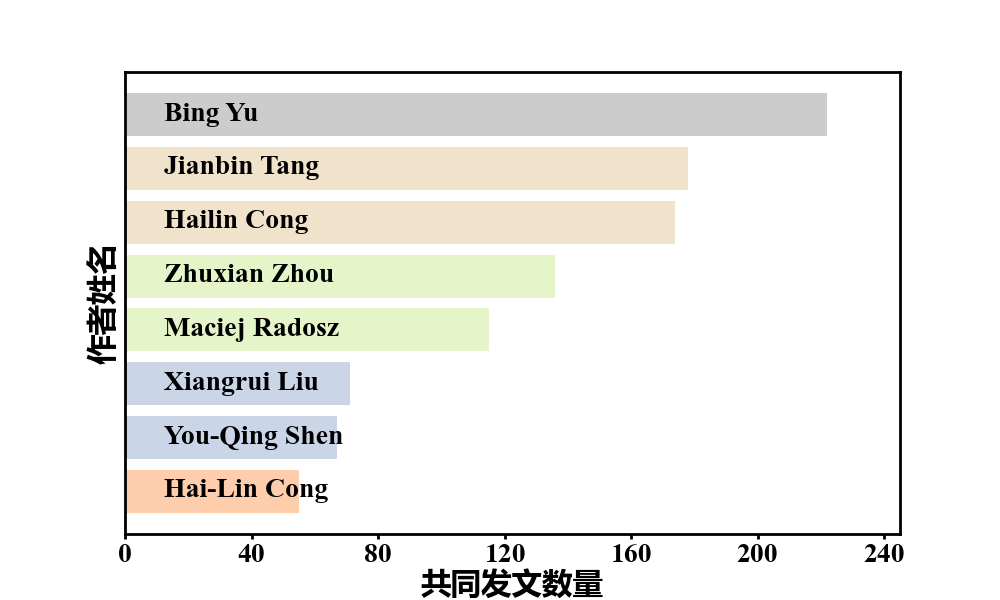 Bing Yu
Jianbin Tang
Hailin Cong
Zhuxian Zhou
Maciej Radosz
Xiangrui Liu
You-Qing Shen
Hai-Lin Cong
作者姓名
0 40 80 120 160 200 240
共同发文数量